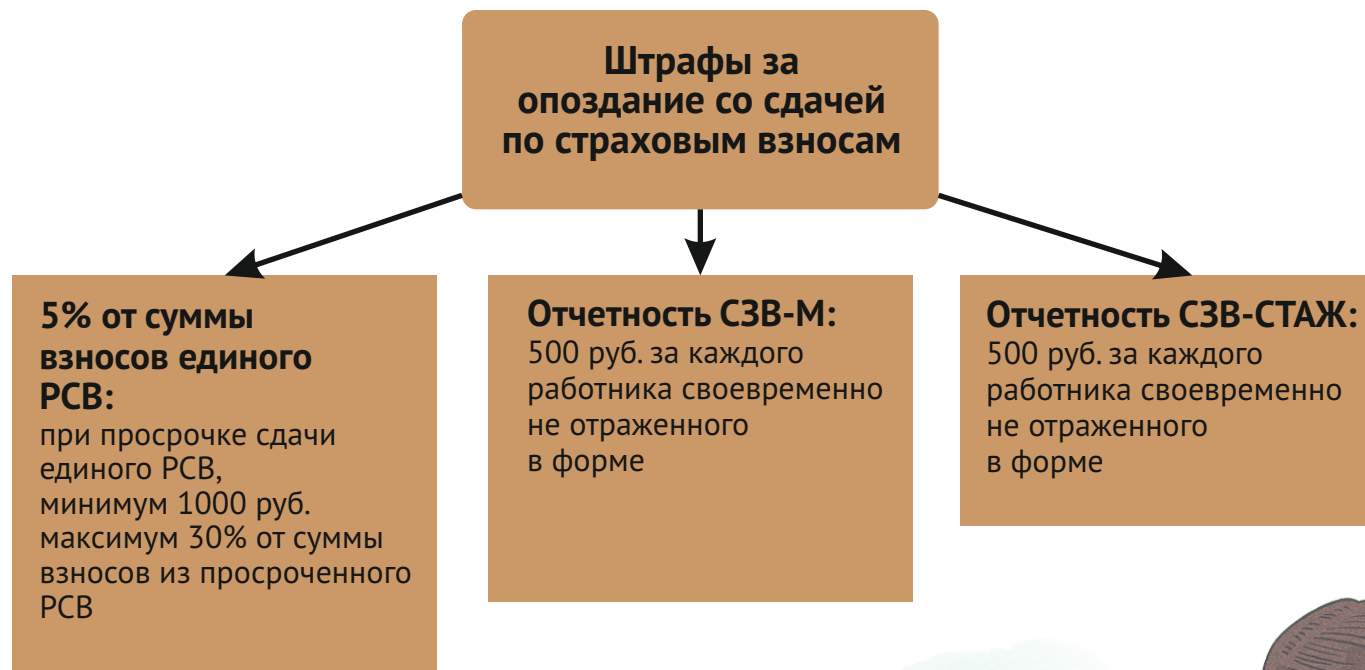 Штрафы за
опоздание со сдачей
по страховым взносам
5% от суммы
взносов единого
РСВ:
при просрочке сдачи
единого РСВ,
минимум 1000 руб.
максимум 30% от суммы
взносов из просроченного
РСВ
Отчетность СЗВ-М:
500 руб. за каждого
работника своевременно
не отраженного
в форме
Отчетность СЗВ-СТАЖ:
500 руб. за каждого
работника своевременно
не отраженного
в форме